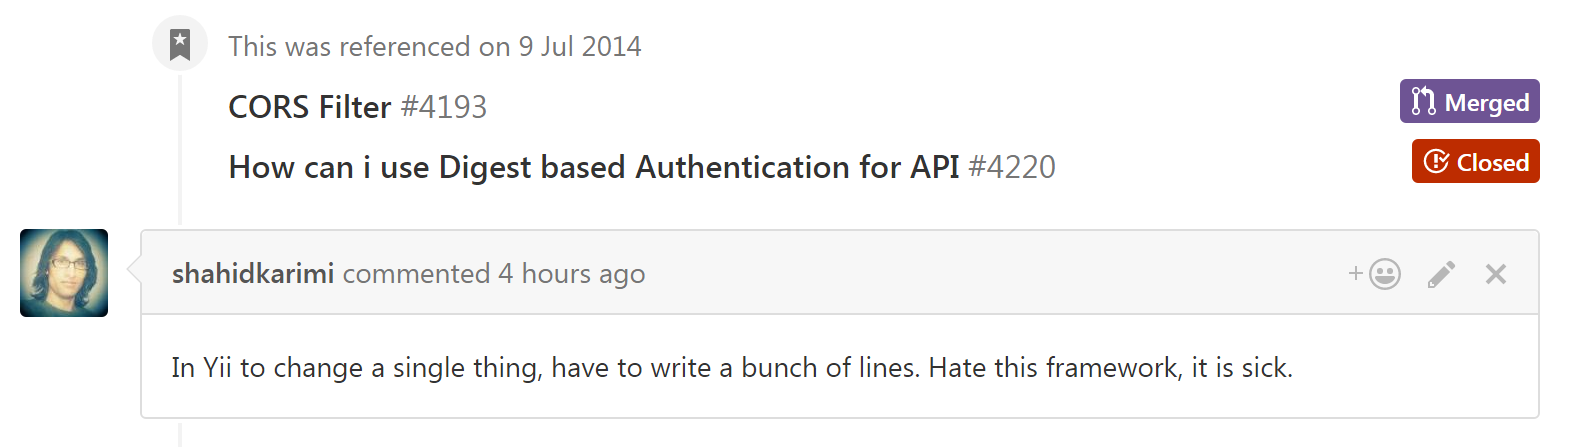 This was referenced on 9 Jul 2014
CORS Filter #4193
Merged
How can i use Digest based Authentication for API #4220
Closed
shahidkarimi commented 4 hours ago
In Yii to change a single thing, have to write a bunch of lines. Hate this framework, it is sick.